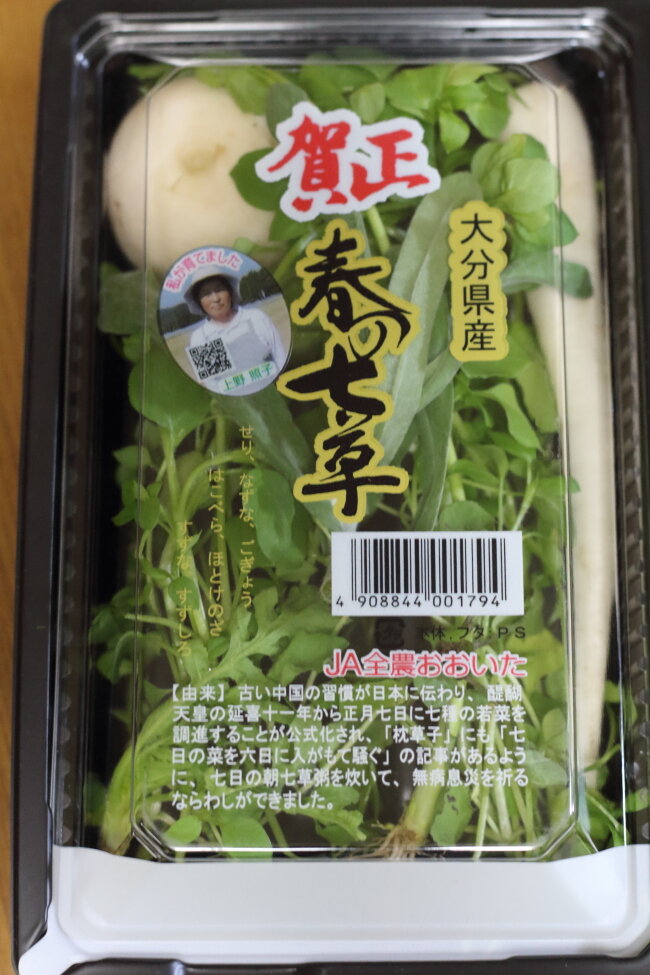 賀正
大分県産
春の七草
私が育てました
上野 照子
せり、なずな、ごぎょう
はこべら、ほとけのざ
すずな、すずしろ
4 908844 001794
本体,フタ:PS
JA全農おおいた
【由来】 古い中国の習慣が日本に伝わり、醍醐
天皇の延喜十一年から正月七日に七種の若菜を
調進することが公式化され、「枕草子」にも「七
日の菜を六日に人がもて騒ぐ」の記事があるよう
に、七日の朝七草粥を炊いて、無病息災を祈る
ならわしができました。